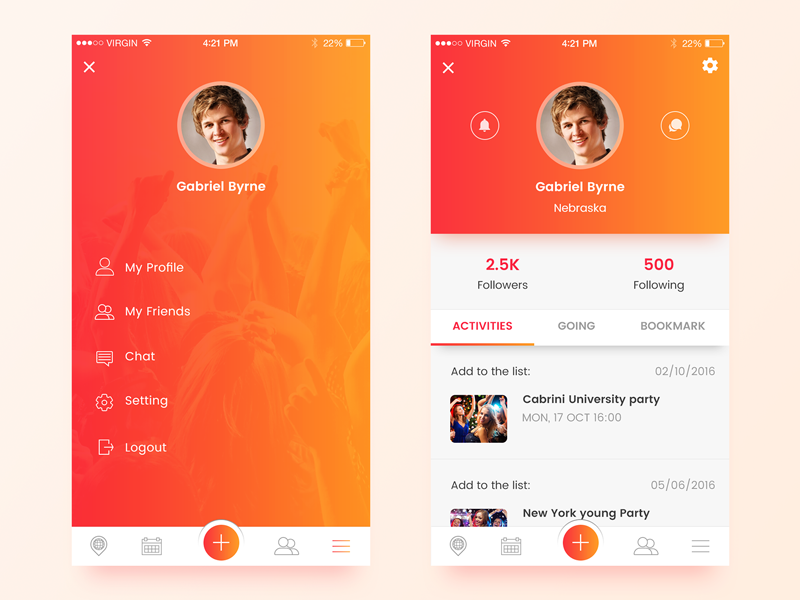 VIRGIN 4:21 PM 22%
Gabriel Byrne
My Profile
My Friends
Chat
Setting
Logout
VIRGIN 4:21 PM 22%
Gabriel Byrne
Nebraska
2.5K 500
Followers Following
ACTIVITIES GOING BOOKMARK
Add to the list: 02/10/2016
Cabrini University party
MON, 17 OCT 16:00
Add to the list: 05/06/2016
New York young Party